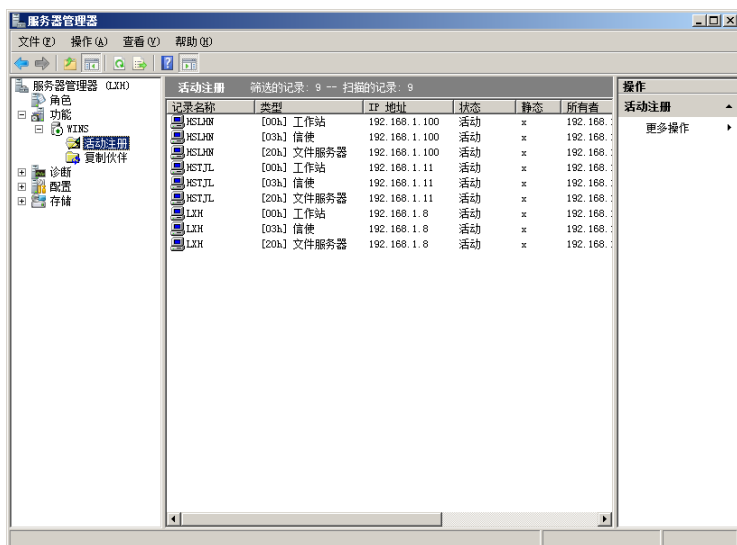 服务器管理器
文件(F) 操作(A) 查看(V) 帮助(H)
服务器管理器 (LXH)
角色
功能
WINS
活动注册
复制伙伴
诊断
配置
存储
活动注册 筛选的记录: 9 -- 扫描的记录: 9
记录名称 类型 IP 地址 状态 静态 所有者
HSLHN [00h] 工作站 192.168.1.100 活动 x 192.168.
HSLHN [03h] 信使 192.168.1.100 活动 x 192.168.
HSLHN [20h] 文件服务器 192.168.1.100 活动 x 192.168.
HSTJL [00h] 工作站 192.168.1.11 活动 x 192.168.
HSTJL [03h] 信使 192.168.1.11 活动 x 192.168.
HSTJL [20h] 文件服务器 192.168.1.11 活动 x 192.168.
LXH [00h] 工作站 192.168.1.8 活动 x 192.168.
LXH [03h] 信使 192.168.1.8 活动 x 192.168.
LXH [20h] 文件服务器 192.168.1.8 活动 x 192.168.
操作
活动注册
更多操作